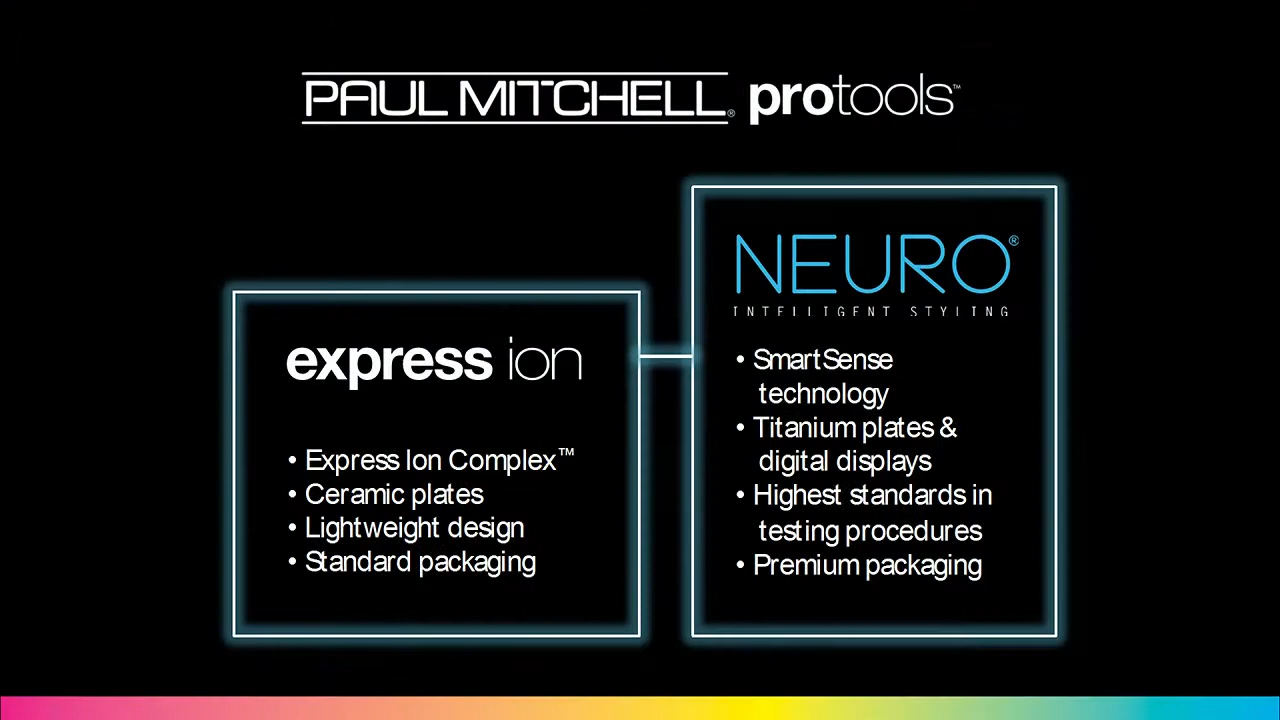 PAUL MITCHELL® protools™
express ion
• Express Ion Complex™
• Ceramic plates
• Lightweight design
• Standard packaging
NEURO®
INTELLIGENT STYLING
• SmartSense
technology
• Titanium plates &
digital displays
• Highest standards in
testing procedures
• Premium packaging